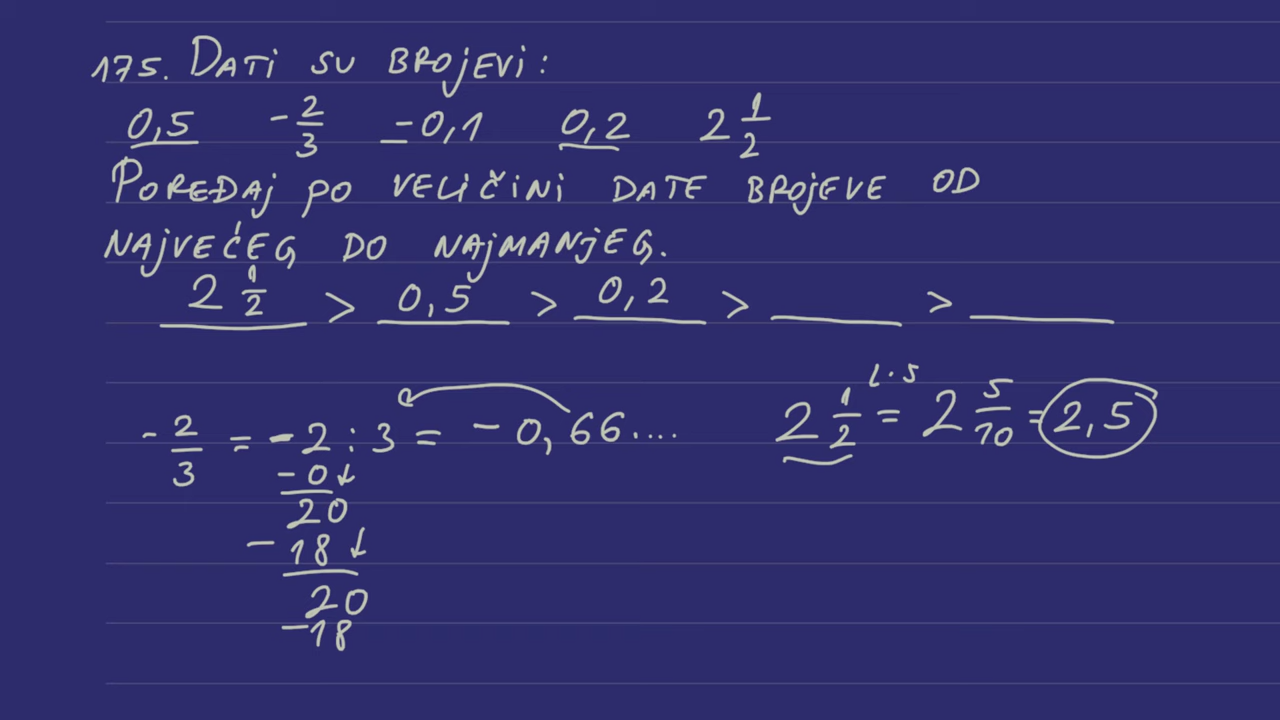 175. DATI SU BROJEVI:
0,5 -2/3 -0,1 0,2 2 1/2
POREĐAJ PO VELIČINI DATE BROJEVE OD
NAJVEĆEG DO NAJMANJEG.
2 1/2 > 0,5 > 0,2 > ____ > ____
-2/3 = -2 : 3 = -0,66....
-0↓
20
-18↓
20
-18
(·5
2 1/2 = 2 5/10 = 2,5